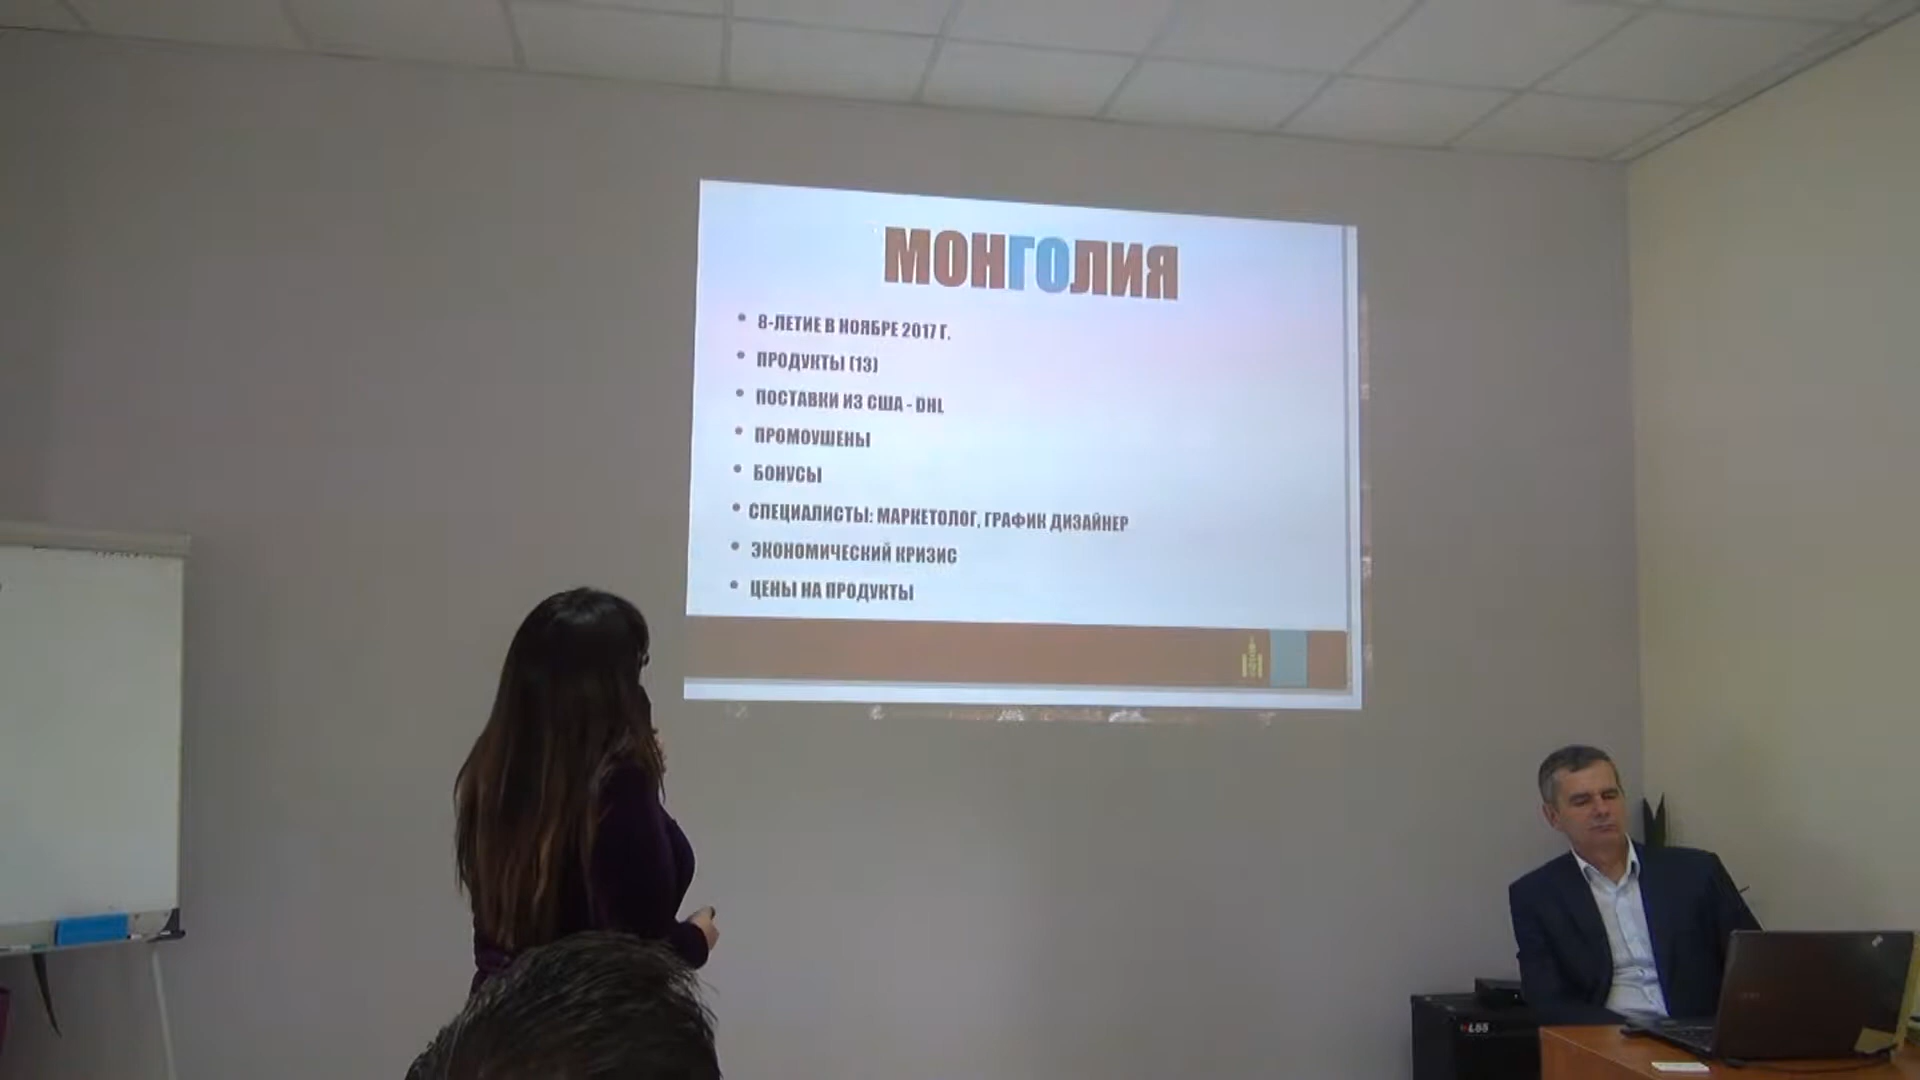 МОНГОЛИЯ
8-ЛЕТИЕ В НОЯБРЕ 2017 Г.
ПРОДУКТЫ (13)
ПОСТАВКИ ИЗ США - DHL
ПРОМОУШЕНЫ
БОНУСЫ
СПЕЦИАЛИСТЫ: МАРКЕТОЛОГ, ГРАФИК ДИЗАЙНЕР
ЭКОНОМИЧЕСКИЙ КРИЗИС
ЦЕНЫ НА ПРОДУКТЫ